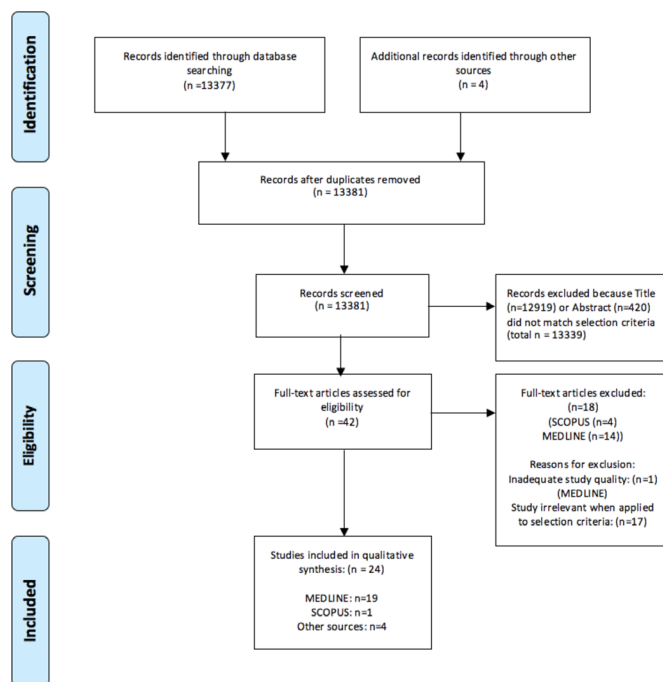 Identification
Records identified through database
searching
(n =13377)
Additional records identified through other
sources
(n = 4)
Records after duplicates removed
(n = 13381)
Screening
Records screened
(n = 13381)
Records excluded because Title
(n=12919) or Abstract (n=420)
did not match selection criteria
(total n = 13339)
Eligibility
Full-text articles assessed for
eligibility
(n =42)
Full-text articles excluded:
(n=18)
(SCOPUS (n=4)
MEDLINE (n=14))
Reasons for exclusion:
Inadequate study quality: (n=1)
(MEDLINE)
Study irrelevant when applied
to selection criteria: (n=17)
Included
Studies included in qualitative
synthesis: (n = 24)
MEDLINE: n=19
SCOPUS: n=1
Other sources: n=4